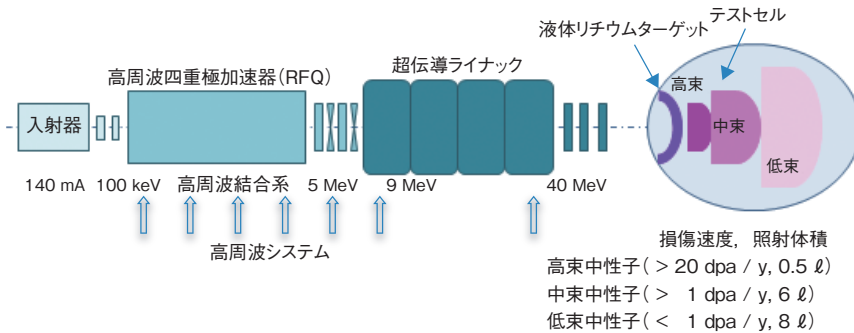 液体リチウムターゲット
テストセル
高周波四重極加速器(RFQ)
超伝導ライナック
高束
入射器
中束
低束
140 mA
100 keV
高周波結合系
5 MeV
9 MeV
40 MeV
高周波システム
損傷速度, 照射体積
高束中性子( > 20 dpa / y, 0.5 ℓ)
中束中性子( > 1 dpa / y, 6 ℓ)
低束中性子( < 1 dpa / y, 8 ℓ)